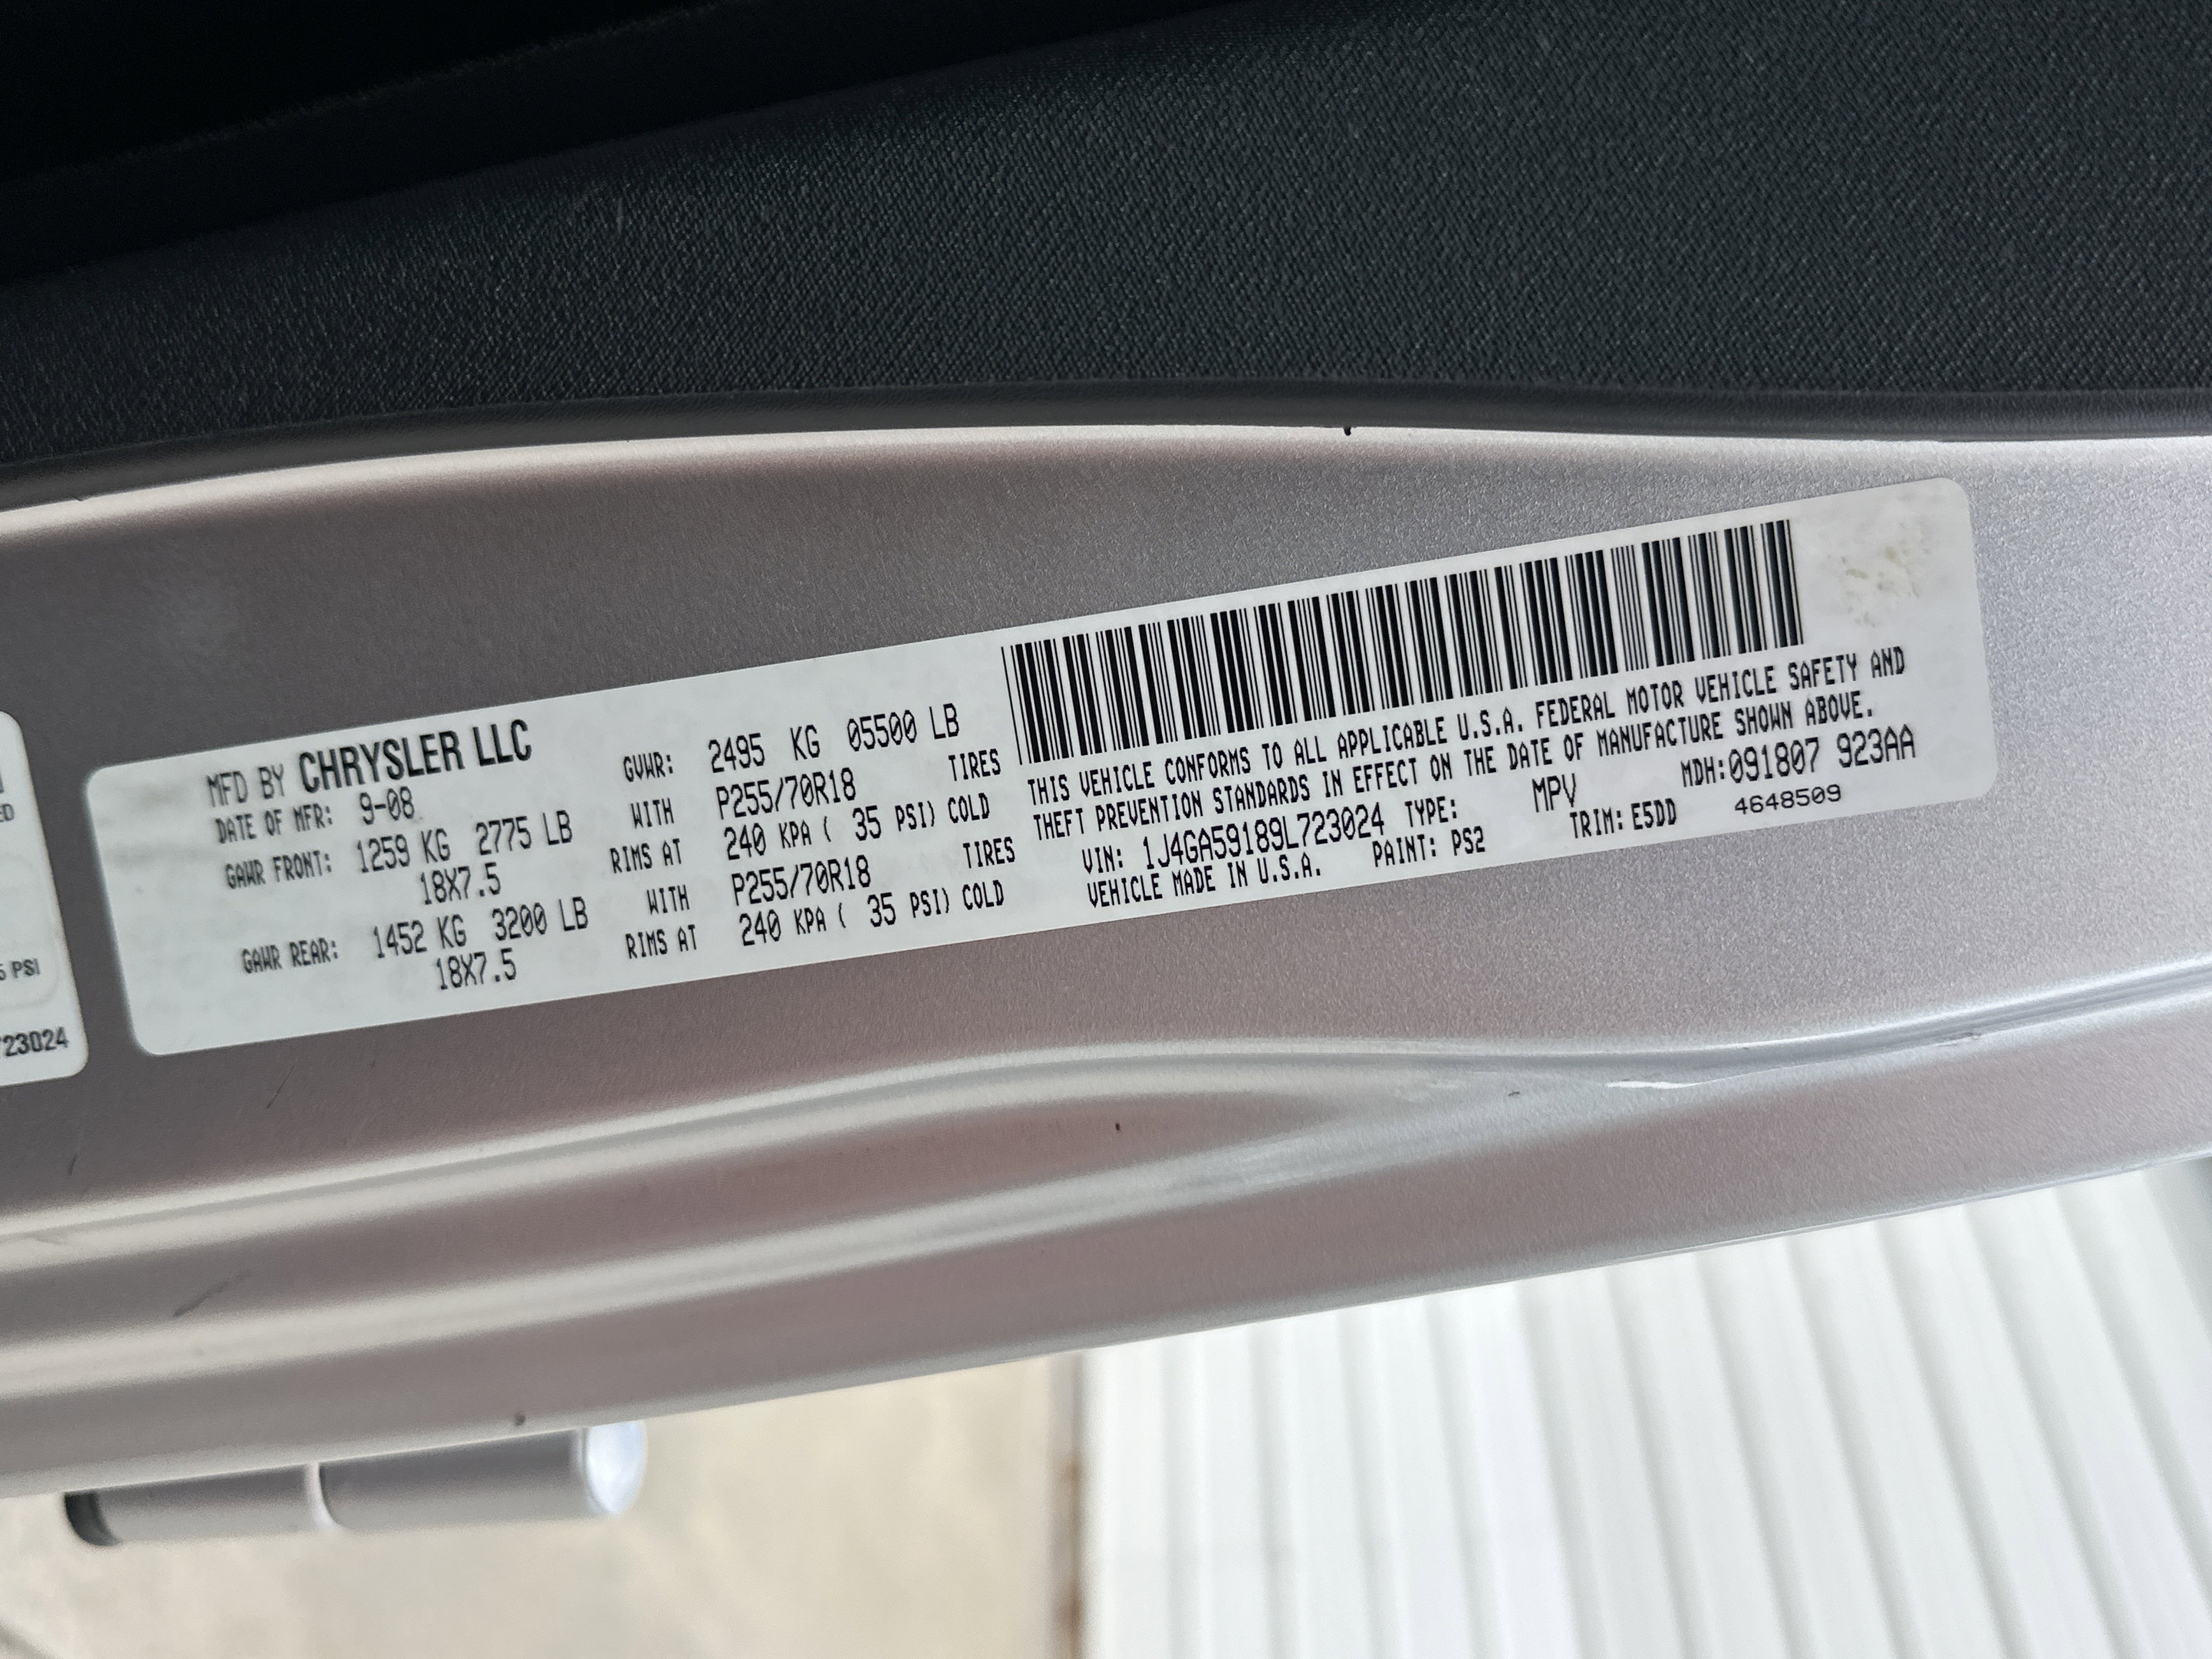 MFD BY CHRYSLER LLC
DATE OF MFR: 9-08
GVWR: 2495 KG 05500 LB
GAWR FRONT: 1259 KG 2775 LB WITH P255/70R18 TIRES
18X7.5 RIMS AT 240 KPA ( 35 PSI) COLD
GAWR REAR: 1452 KG 3200 LB WITH P255/70R18 TIRES
18X7.5 RIMS AT 240 KPA ( 35 PSI) COLD
THIS VEHICLE CONFORMS TO ALL APPLICABLE U.S.A. FEDERAL MOTOR VEHICLE SAFETY AND
THEFT PREVENTION STANDARDS IN EFFECT ON THE DATE OF MANUFACTURE SHOWN ABOVE.
VIN: 1J4GA59189L723024 TYPE: MPV MDH:091807 923AA
VEHICLE MADE IN U.S.A. PAINT: PS2 TRIM: E5DD 4648509
PSI
723024